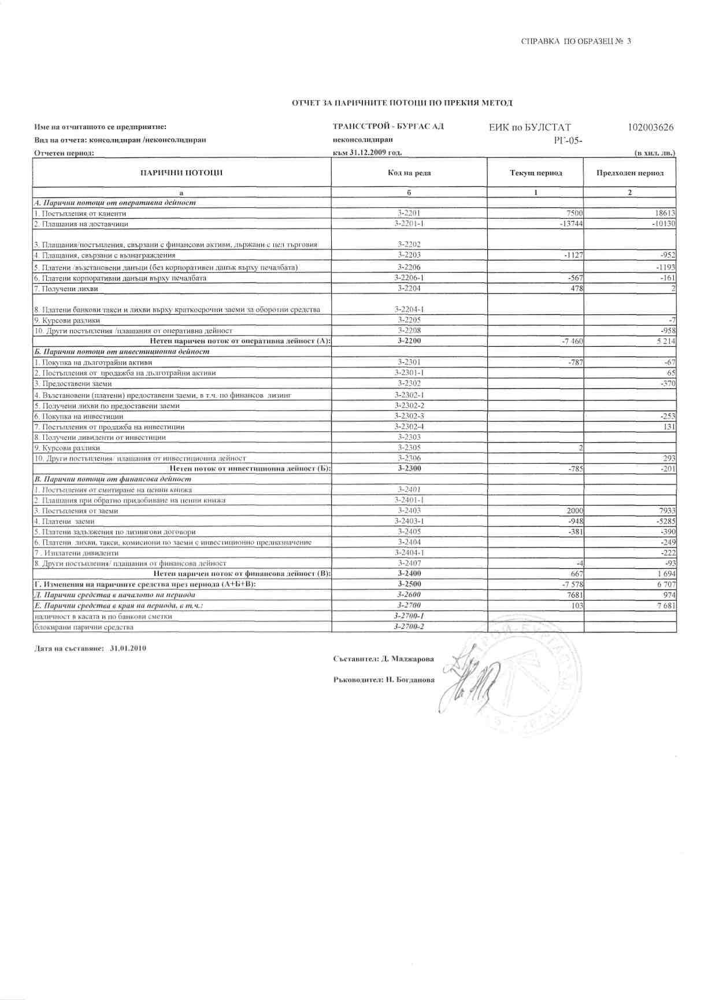 СПРАВКА ПО ОБРАЗЕЦ № 3
ОТЧЕТ ЗА ПАРИЧНИТЕ ПОТОЦИ ПО ПРЕКИЯ МЕТОД
Име на отчитащото се предприятие: ТРАНССТРОЙ - БУРГАС АД ЕИК по БУЛСТАТ 102003626
Вид на отчета: консолидиран /неконсолидиран неконсолидиран РГ-05-
Отчетен период: към 31.12.2009 год. (в хил. лв.)
ПАРИЧНИ ПОТОЦИ Код на реда Текущ период Предходен период
а б 1 2
А. Парични потоци от оперативна дейност
1. Постъпления от клиенти 3-2201 7500 18613
2. Плащания на доставчици 3-2201-1 -13744 -10130
3. Плащания/постъпления, свързани с финансови активи, държани с цел търговия 3-2202
4. Плащания, свързани с възнаграждения 3-2203 -1127 -952
5. Платени /възстановени данъци (без корпоративен данък върху печалбата) 3-2206 -1193
6. Платени корпоративни данъци върху печалбата 3-2206-1 -567 -161
7. Получени лихви 3-2204 478 2
8. Платени банкови такси и лихви върху краткосрочни заеми за оборотни средства 3-2204-1
9. Курсови разлики 3-2205 -7
10. Други постъпления /плащания от оперативна дейност 3-2208 -958
Нетен паричен поток от оперативна дейност (А): 3-2200 -7 460 5 214
Б. Парични потоци от инвестиционна дейност
1. Покупка на дълготрайни активи 3-2301 -787 -67
2. Постъпления от продажба на дълготрайни активи 3-2301-1 65
3. Предоставени заеми 3-2302 -370
4. Възстановени (платени) предоставени заеми, в т.ч. по финансов лизинг 3-2302-1
5. Получени лихви по предоставени заеми 3-2302-2
6. Покупка на инвестиции 3-2302-3 -253
7. Постъпления от продажба на инвестиции 3-2302-4 131
8. Получени дивиденти от инвестиции 3-2303
9. Курсови разлики 3-2305 2
10. Други постъпления/ плащания от инвестиционна дейност 3-2306 293
Нетен поток от инвестиционна дейност (Б): 3-2300 -785 -201
В. Парични потоци от финансова дейност
1. Постъпления от емитиране на ценни книжа 3-2401
2. Плащания при обратно придобиване на ценни книжа 3-2401-1
3. Постъпления от заеми 3-2403 2000 7933
4. Платени заеми 3-2403-1 -948 -5285
5. Платени задължения по лизингови договори 3-2405 -381 -390
6. Платени лихви, такси, комисиони по заеми с инвестиционно предназначение 3-2404 -249
7 . Изплатени дивиденти 3-2404-1 -222
8. Други постъпления/ плащания от финансова дейност 3-2407 -4 -93
Нетен паричен поток от финансова дейност (В): 3-2400 667 1 694
Г. Изменения на паричните средства през периода (А+Б+В): 3-2500 -7 578 6 707
Д. Парични средства в началото на периода 3-2600 7681 974
Е. Парични средства в края на периода, в т.ч.: 3-2700 103 7 681
наличност в касата и по банкови сметки 3-2700-1
блокирани парични средства 3-2700-2
Дата на съставяне: 31.01.2010
Съставител: Д. Маджарова
Ръководител: Н. Богданова